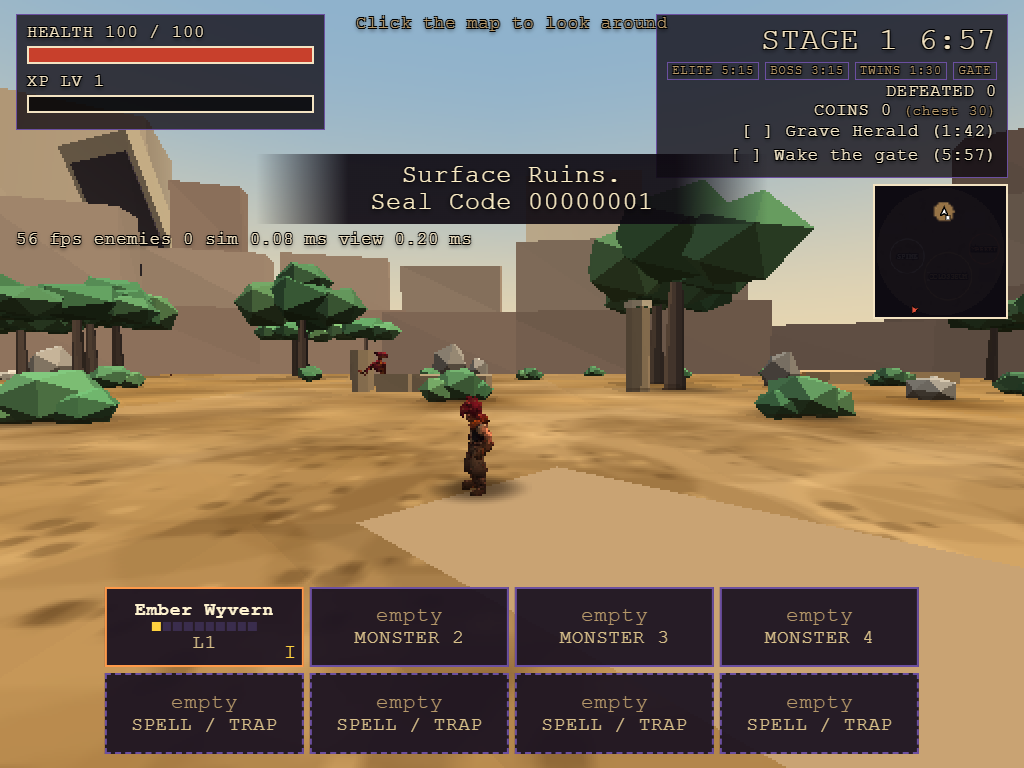 Click the map to look around
HEALTH 100 / 100
XP LV 1
STAGE 1 6:57
ELITE 5:15 BOSS 3:15 TWINS 1:30 GATE
DEFEATED 0
COINS 0 (chest 30)
[ ] Grave Herald (1:42)
[ ] Wake the gate (5:57)
Surface Ruins.
Seal Code 00000001
56 fps enemies 0 sim 0.08 ms view 0.20 ms
Ember Wyvern
L1
I
empty
MONSTER 2
empty
MONSTER 3
empty
MONSTER 4
empty
SPELL / TRAP
empty
SPELL / TRAP
empty
SPELL / TRAP
empty
SPELL / TRAP